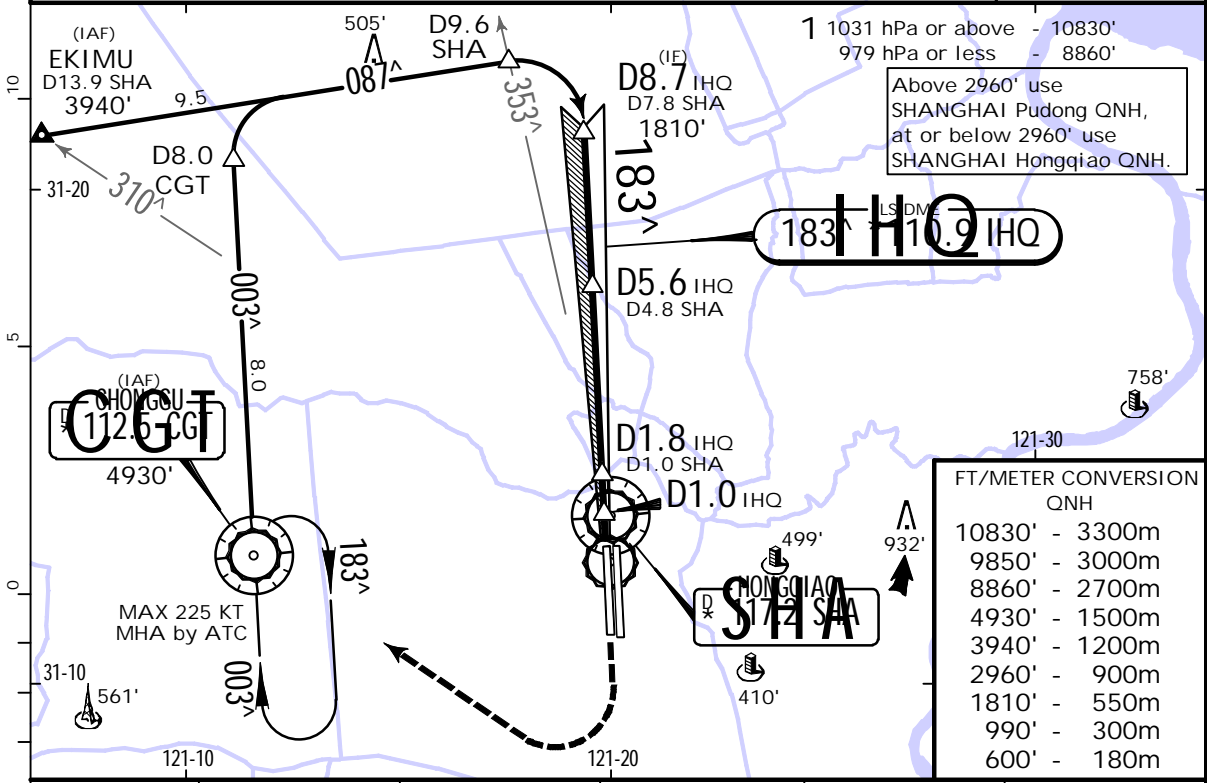 (IAF)
EKIMU
D13.9 SHA
3940'
505'
D9.6
SHA
1 1031 hPa or above - 10830'
979 hPa or less - 8860'
Above 2960' use
SHANGHAI Pudong QNH,
at or below 2960' use
SHANGHAI Hongqiao QNH.
(IF)
D8.7 IHQ
D7.8 SHA
1810'
10
9.5
087^
353^
D8.0
CGT
310^
31-20
183^
ILS DME
183^ *110.9 IHQ
IHQ
D5.6 IHQ
D4.8 SHA
003^
8.0
5
(IAF)
CHONGGU
D
* 112.5 CGT
CGT
4930'
758'
121-30
D1.8 IHQ
D1.0 SHA
D1.0 IHQ
499'
932'
183^
HONGQIAO
D
* 117.2 SHA
SHA
0
MAX 225 KT
MHA by ATC
003^
31-10
561'
410'
121-10
121-20
FT/METER CONVERSION
QNH
10830' - 3300m
9850' - 3000m
8860' - 2700m
4930' - 1500m
3940' - 1200m
2960' - 900m
1810' - 550m
990' - 300m
600' - 180m